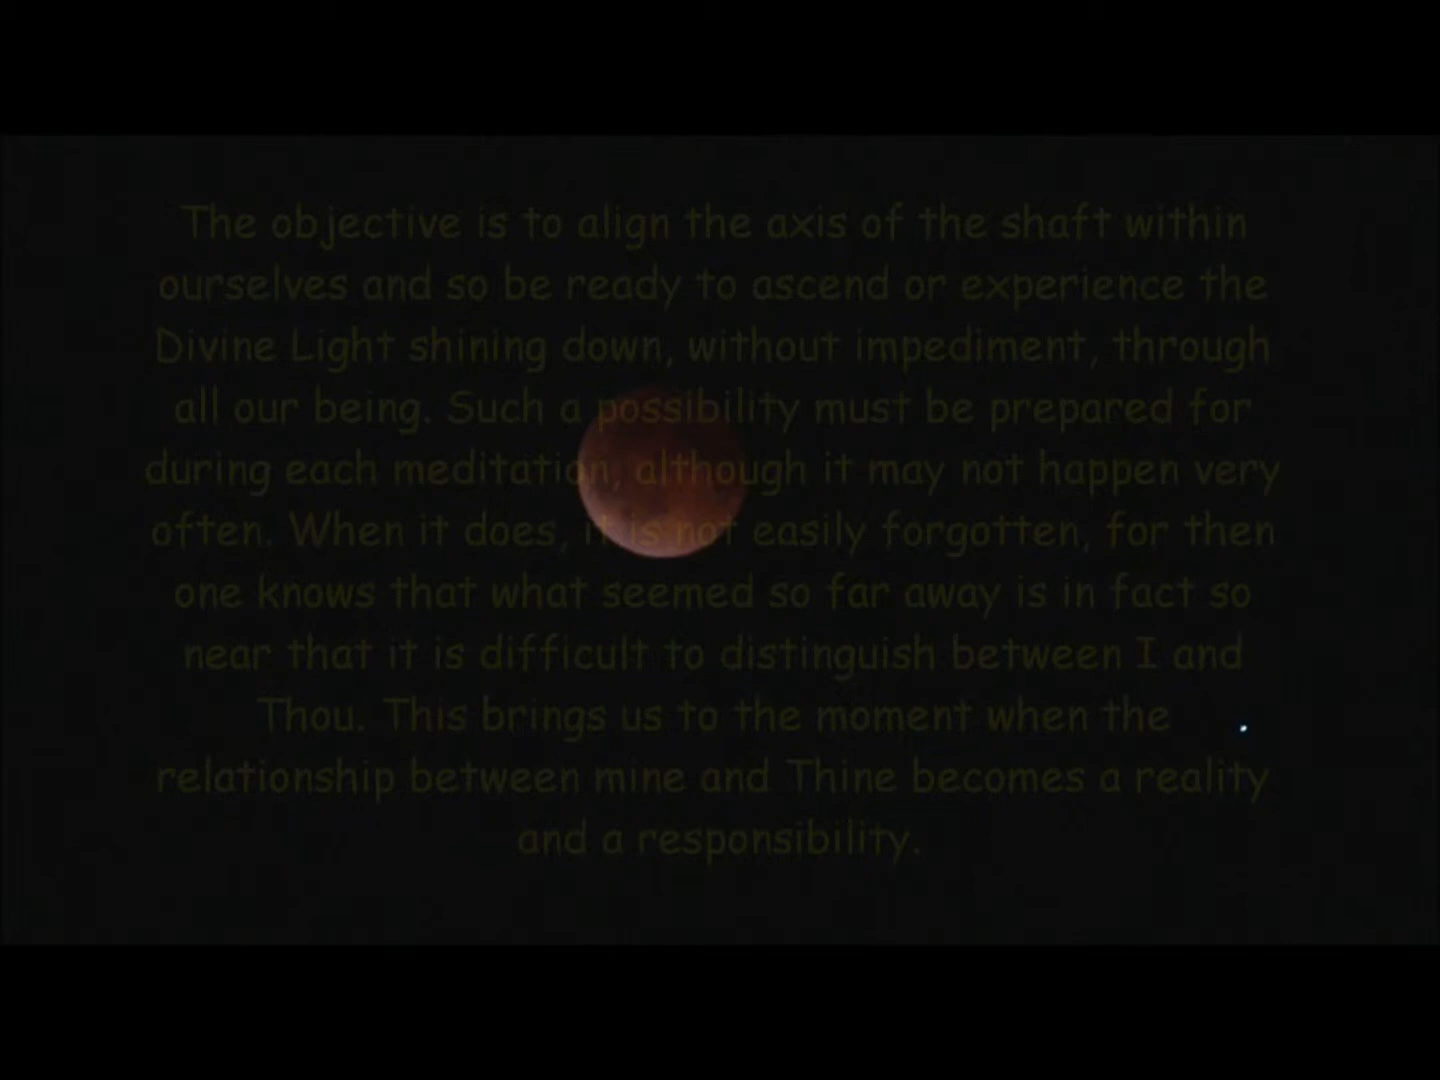 The objective is to align the axis of the shaft within
ourselves and so be ready to ascend or experience the
Divine Light shining down, without impediment, through
all our being. Such a possibility must be prepared for
during each meditation, although it may not happen very
often. When it does, it is not easily forgotten, for then
one knows that what seemed so far away is in fact so
near that it is difficult to distinguish between I and
Thou. This brings us to the moment when the
relationship between mine and Thine becomes a reality
and a responsibility.